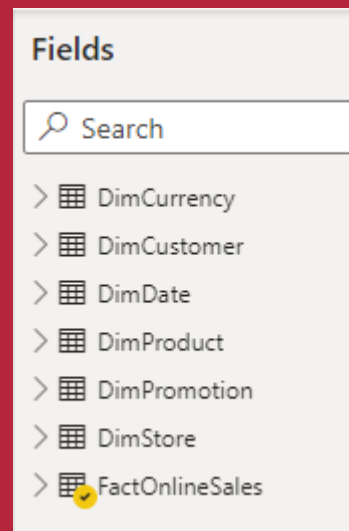 Fields
Search
DimCurrency
DimCustomer
DimDate
DimProduct
DimPromotion
DimStore
FactOnlineSales